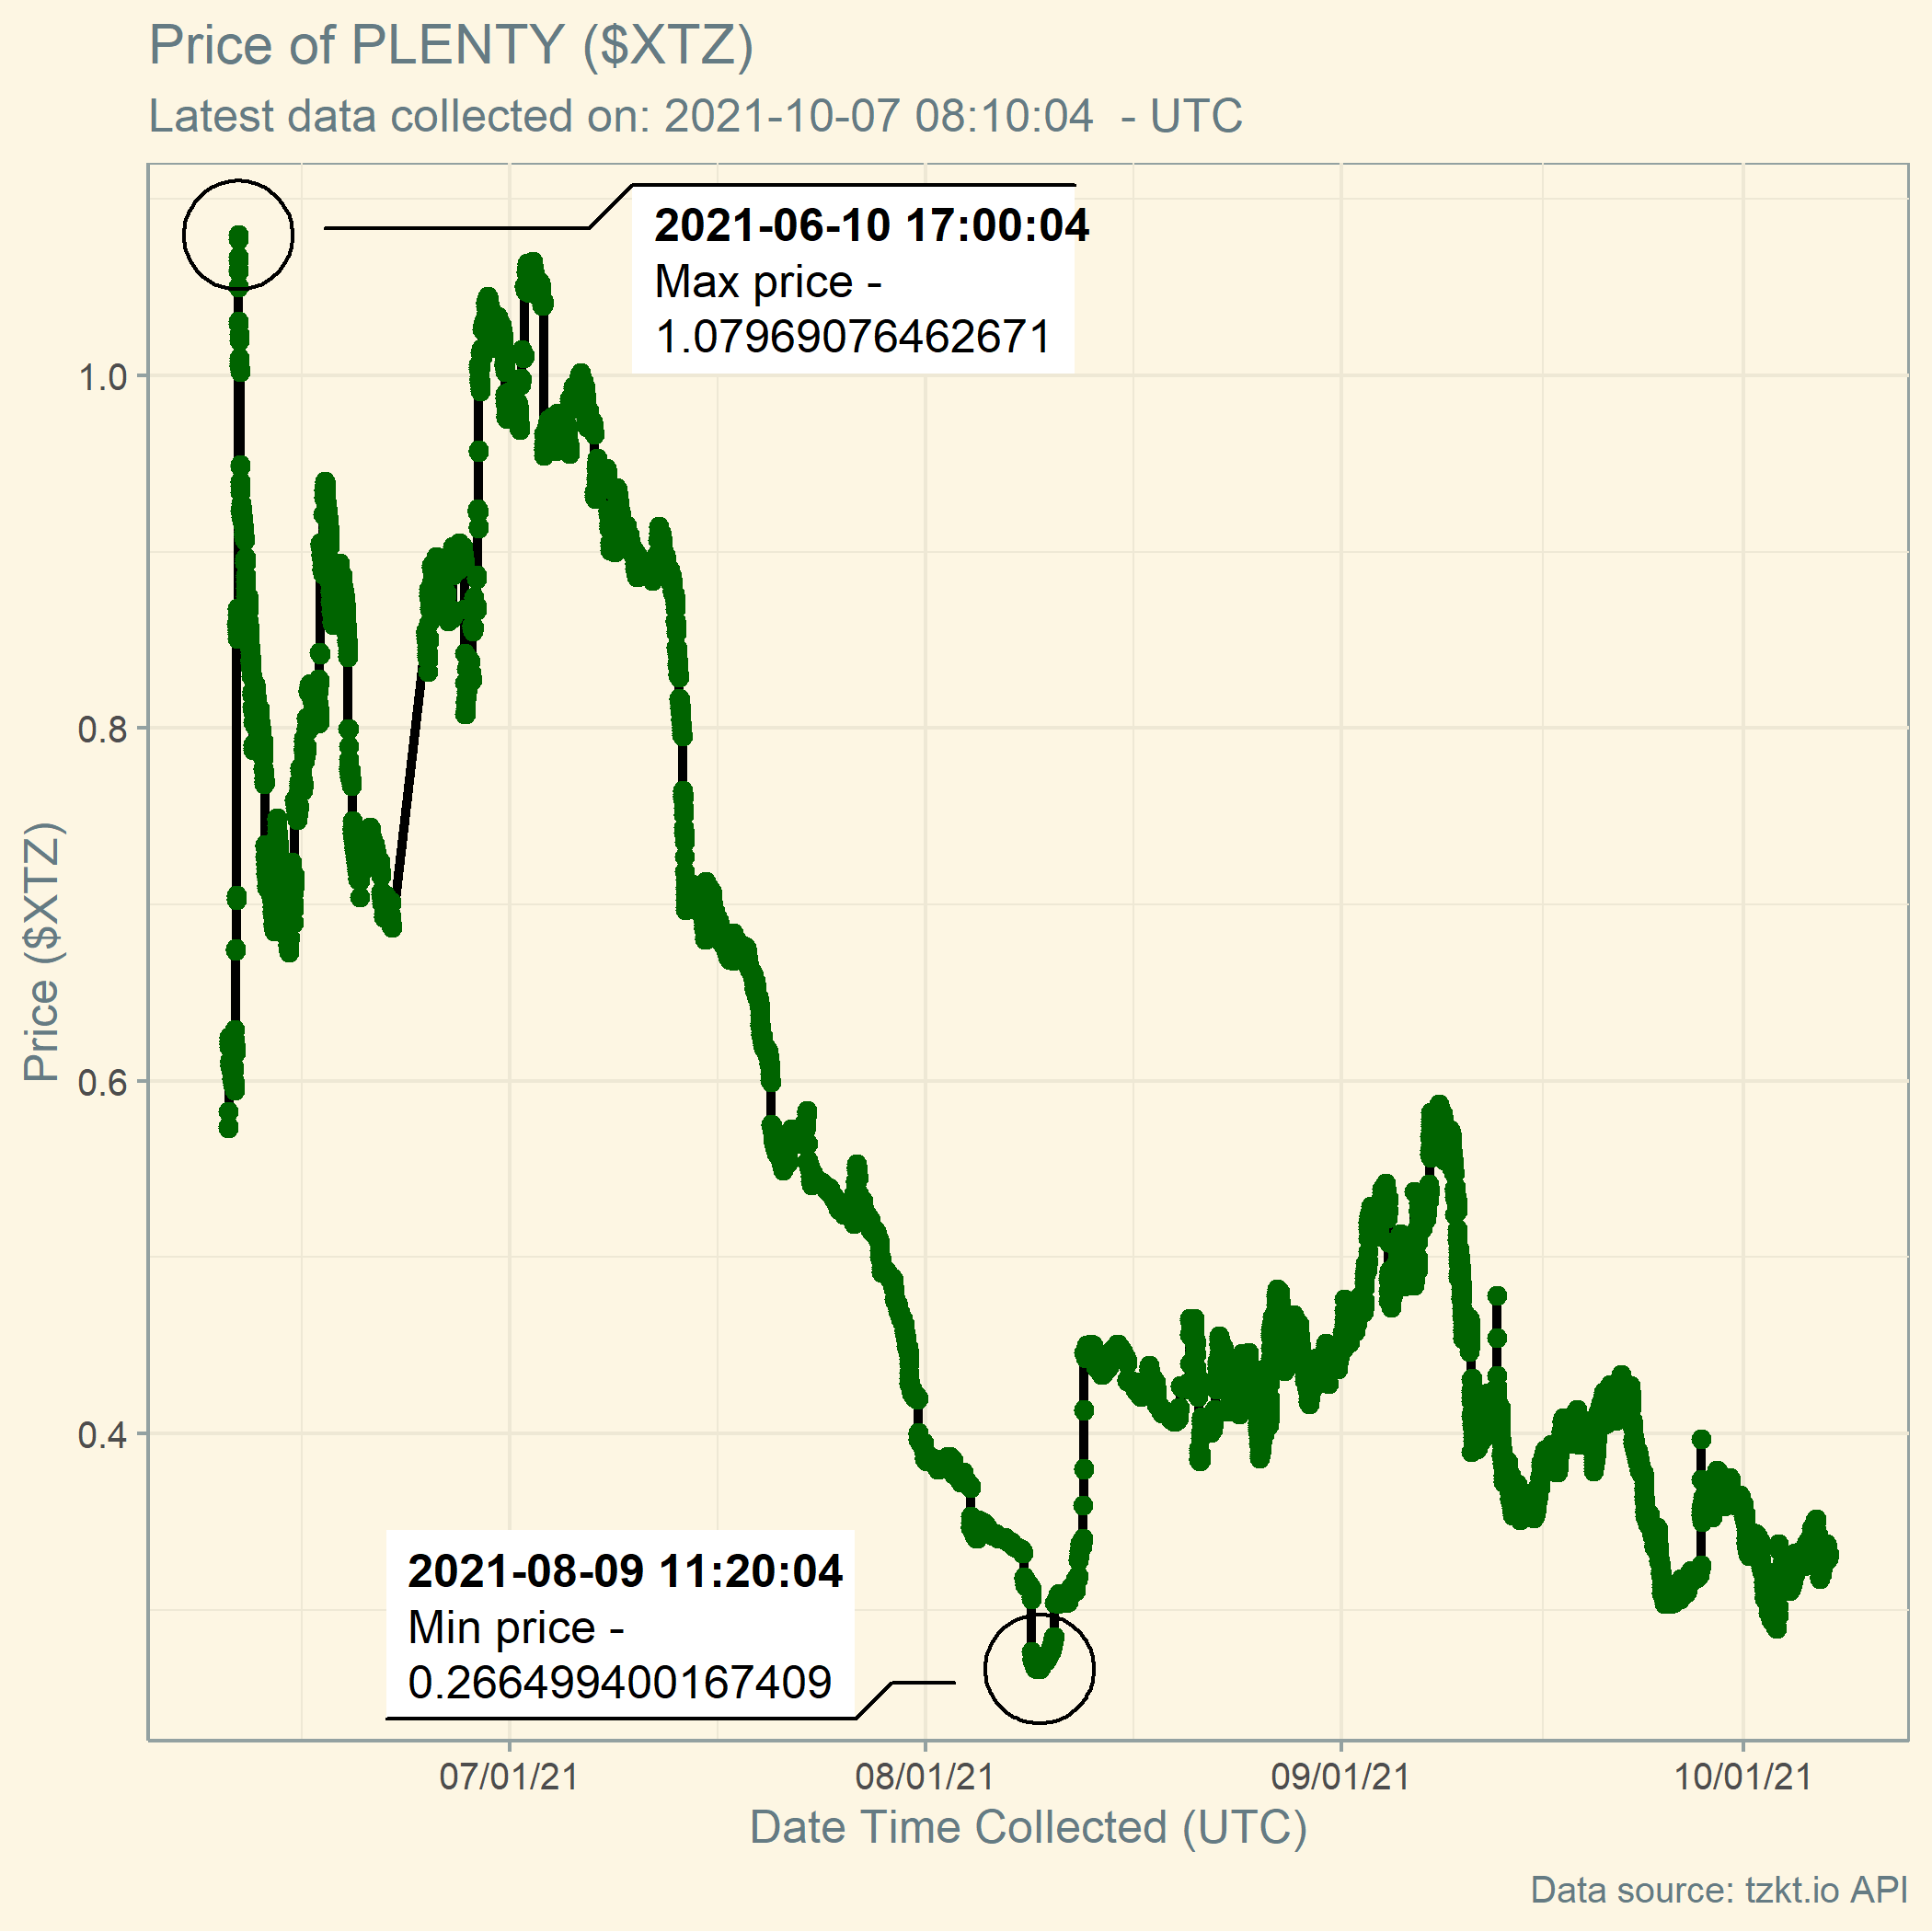 Price of PLENTY ($XTZ)
Latest data collected on: 2021-10-07 08:10:04  - UTC
2021-06-10 17:00:04
Max price -
1.07969076462671
1.0
0.8
0.6
0.4
Price ($XTZ)
2021-08-09 11:20:04
Min price -
0.266499400167409
07/01/21
08/01/21
09/01/21
10/01/21
Date Time Collected (UTC)
Data source: tzkt.io API